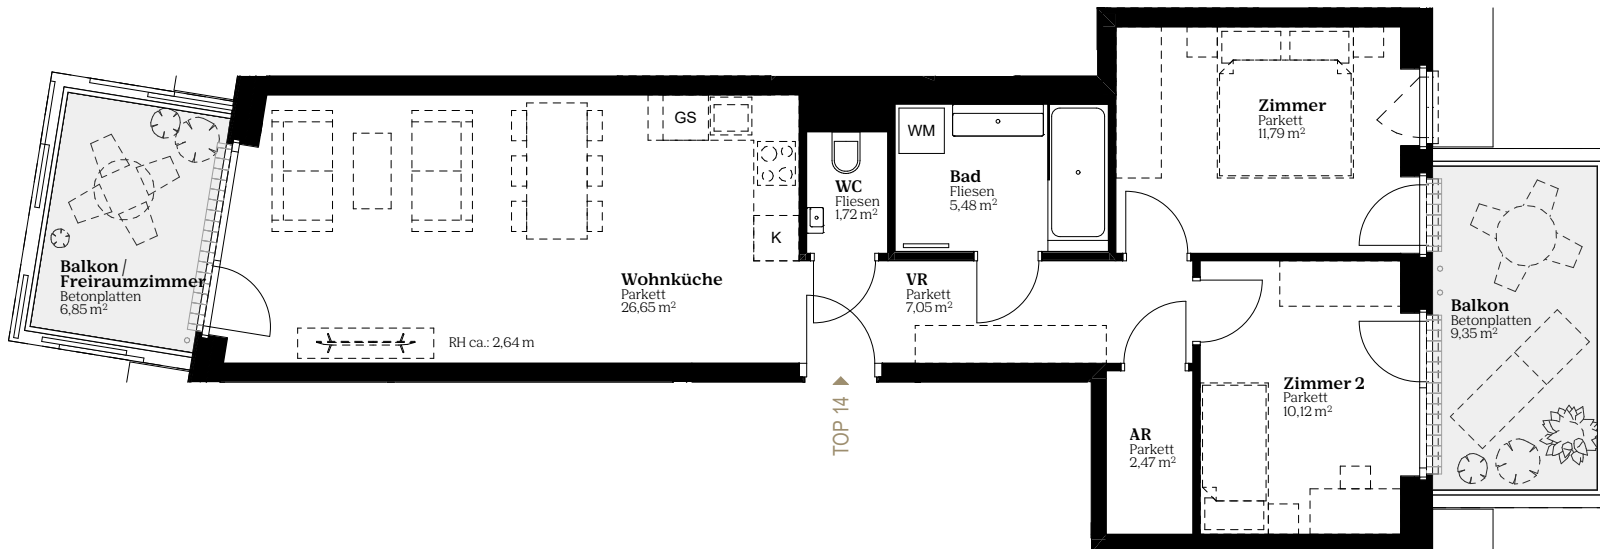 Balkon /
Freiraumzimmer
Betonplatten
6,85 m²
GS
K
Wohnküche
Parkett
26,65 m²
RH ca.: 2,64 m
WC
Fliesen
1,72 m²
WM
Bad
Fliesen
5,48 m²
VR
Parkett
7,05 m²
TOP 14
Zimmer
Parkett
11,79 m²
AR
Parkett
2,47 m²
Zimmer 2
Parkett
10,12 m²
Balkon
Betonplatten
9,35 m²